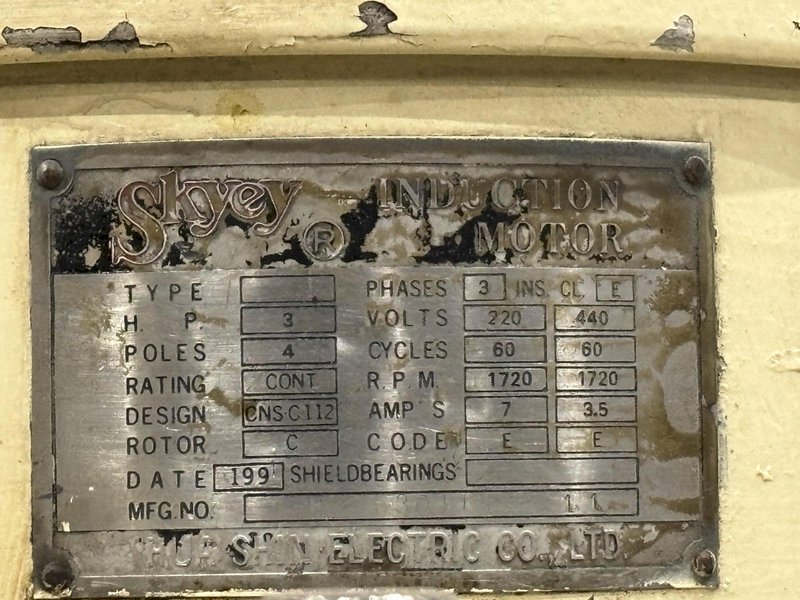 Skyey ® INDUCTION
MOTOR
TYPE PHASES 3 INS. CL. E
H. P. 3 VOLTS 220 440
POLES 4 CYCLES 60 60
RATING CONT R.P.M. 1720 1720
DESIGN CNS·C112 AMP'S 7 3.5
ROTOR C CODE E E
DATE 199 SHIELDBEARINGS
MFG.NO.
SHIN ELECTRIC CO., LTD.